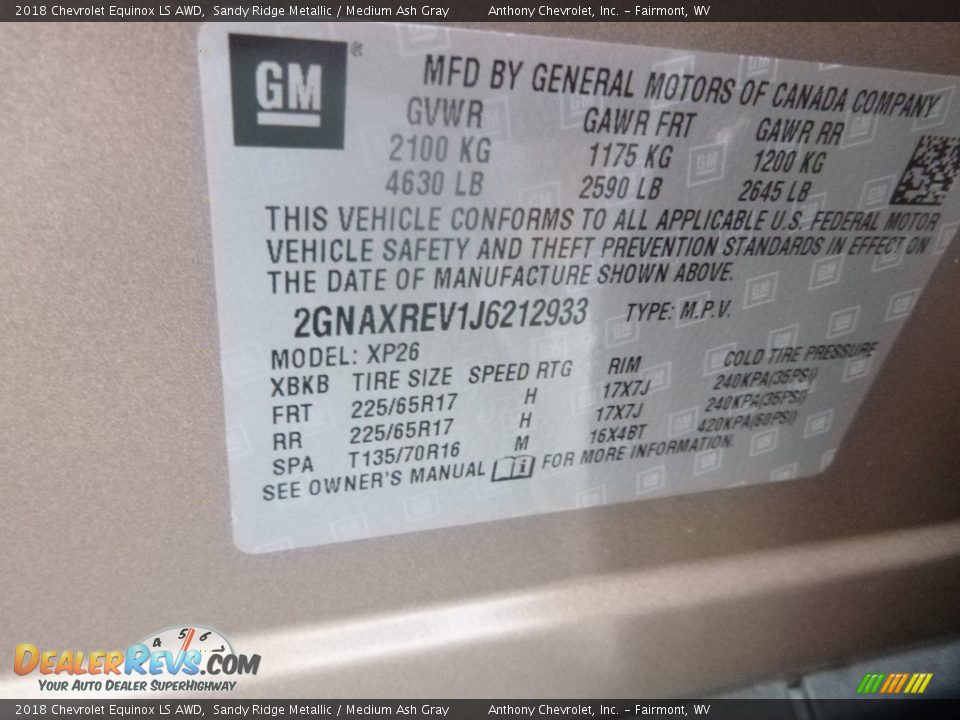 2018 Chevrolet Equinox LS AWD, Sandy Ridge Metallic / Medium Ash Gray Anthony Chevrolet, Inc. - Fairmont, WV
GM ®
MFD BY GENERAL MOTORS OF CANADA COMPANY
GVWR GAWR FRT GAWR RR
2100 KG 1175 KG 1200 KG
4630 LB 2590 LB 2645 LB
THIS VEHICLE CONFORMS TO ALL APPLICABLE U.S. FEDERAL MOTOR
VEHICLE SAFETY AND THEFT PREVENTION STANDARDS IN EFFECT ON
THE DATE OF MANUFACTURE SHOWN ABOVE.
2GNAXREV1J6212933 TYPE: M.P.V.
MODEL: XP26
XBKB TIRE SIZE SPEED RTG RIM COLD TIRE PRESSURE
FRT 225/65R17 H 17X7J 240KPA(35PSI)
RR 225/65R17 H 17X7J 240KPA(35PSI)
SPA T135/70R16 M 16X4BT 420KPA(60PSI)
SEE OWNER'S MANUAL FOR MORE INFORMATION.
4 5 6
DEALERREVS.COM
YOUR AUTO DEALER SUPERHIGHWAY
2018 Chevrolet Equinox LS AWD, Sandy Ridge Metallic / Medium Ash Gray Anthony Chevrolet, Inc. - Fairmont, WV